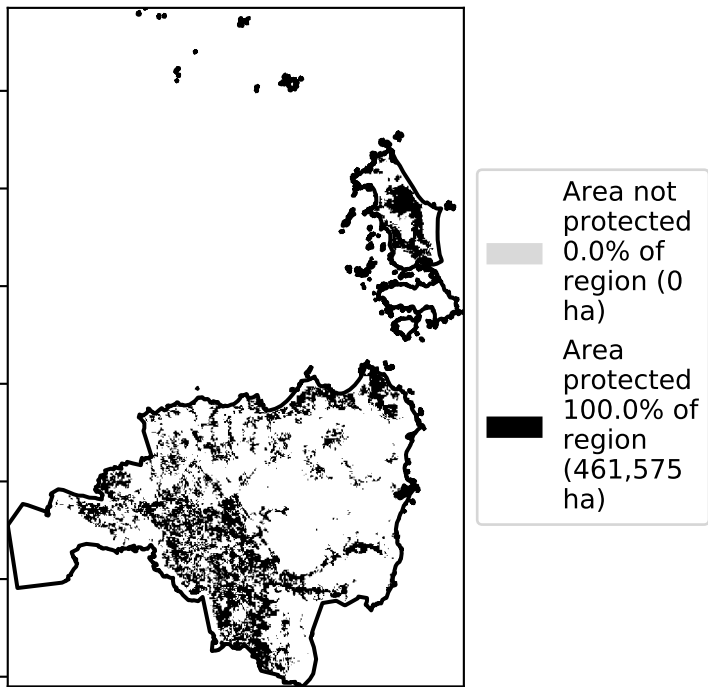 Area not
protected
0.0% of
region (0
ha)
Area
protected
100.0% of
region
(461,575
ha)